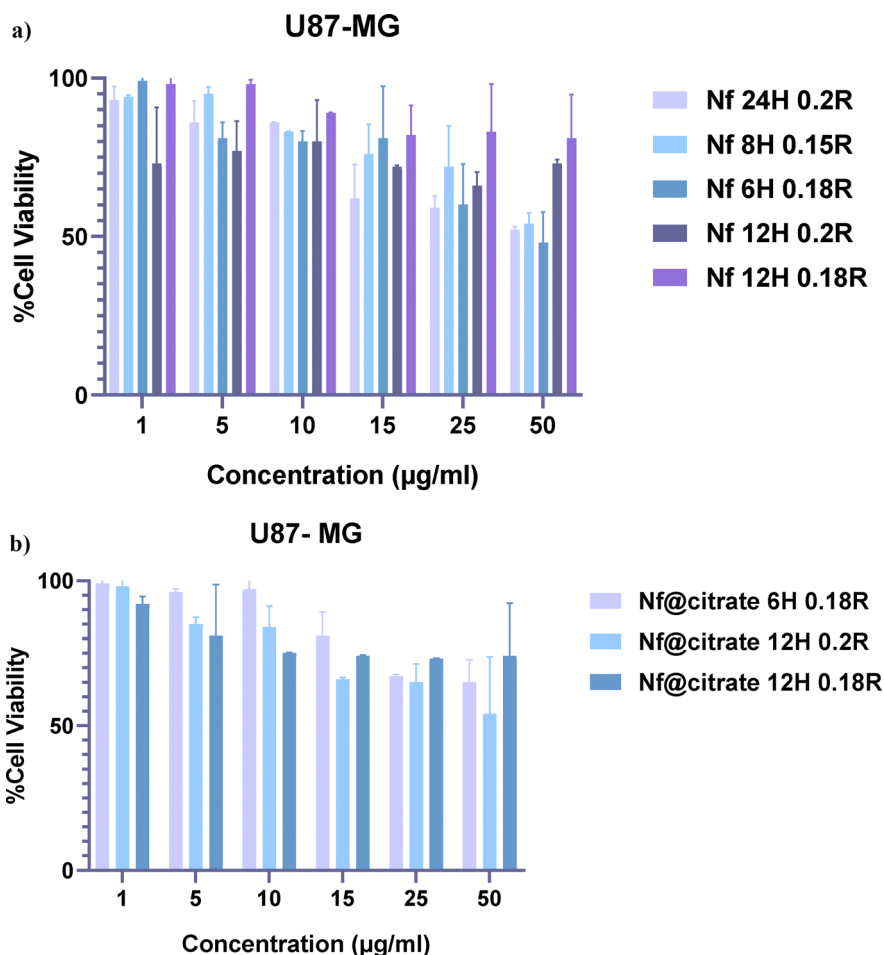 a)
U87-MG
%Cell Viability
100
50
0
1 5 10 15 25 50
Concentration (µg/ml)
Nf 24H 0.2R
Nf 8H 0.15R
Nf 6H 0.18R
Nf 12H 0.2R
Nf 12H 0.18R
b)
U87- MG
%Cell Viability
100
50
0
1 5 10 15 25 50
Concentration (µg/ml)
Nf@citrate 6H 0.18R
Nf@citrate 12H 0.2R
Nf@citrate 12H 0.18R